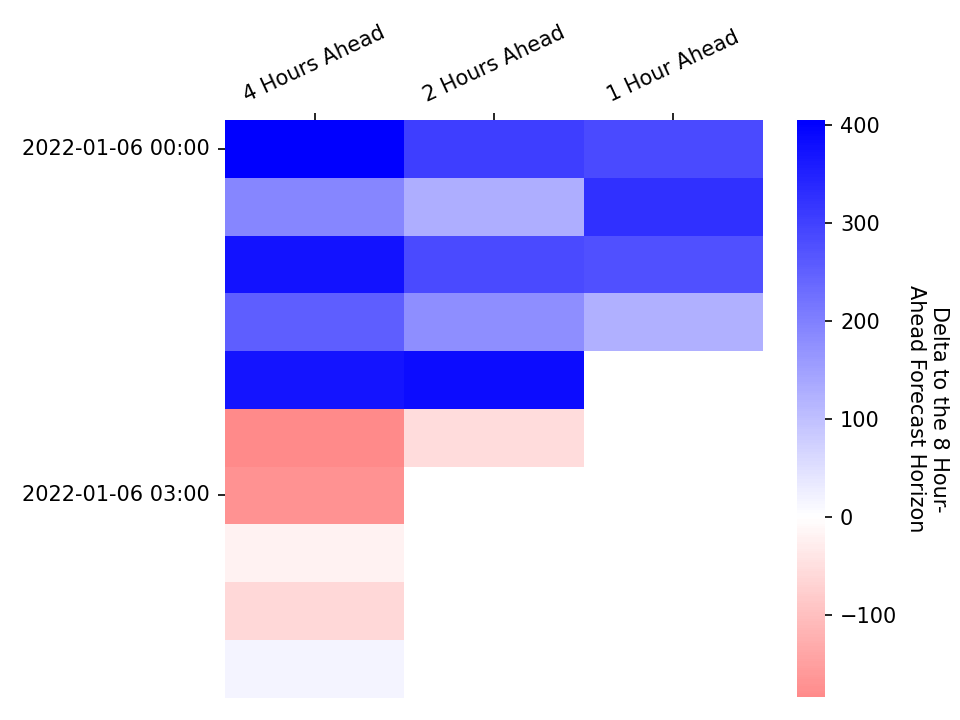 4 Hours Ahead
2 Hours Ahead
1 Hour Ahead
2022-01-06 00:00
2022-01-06 03:00
400
300
200
100
0
−100
Delta to the 8 Hour-
Ahead Forecast Horizon